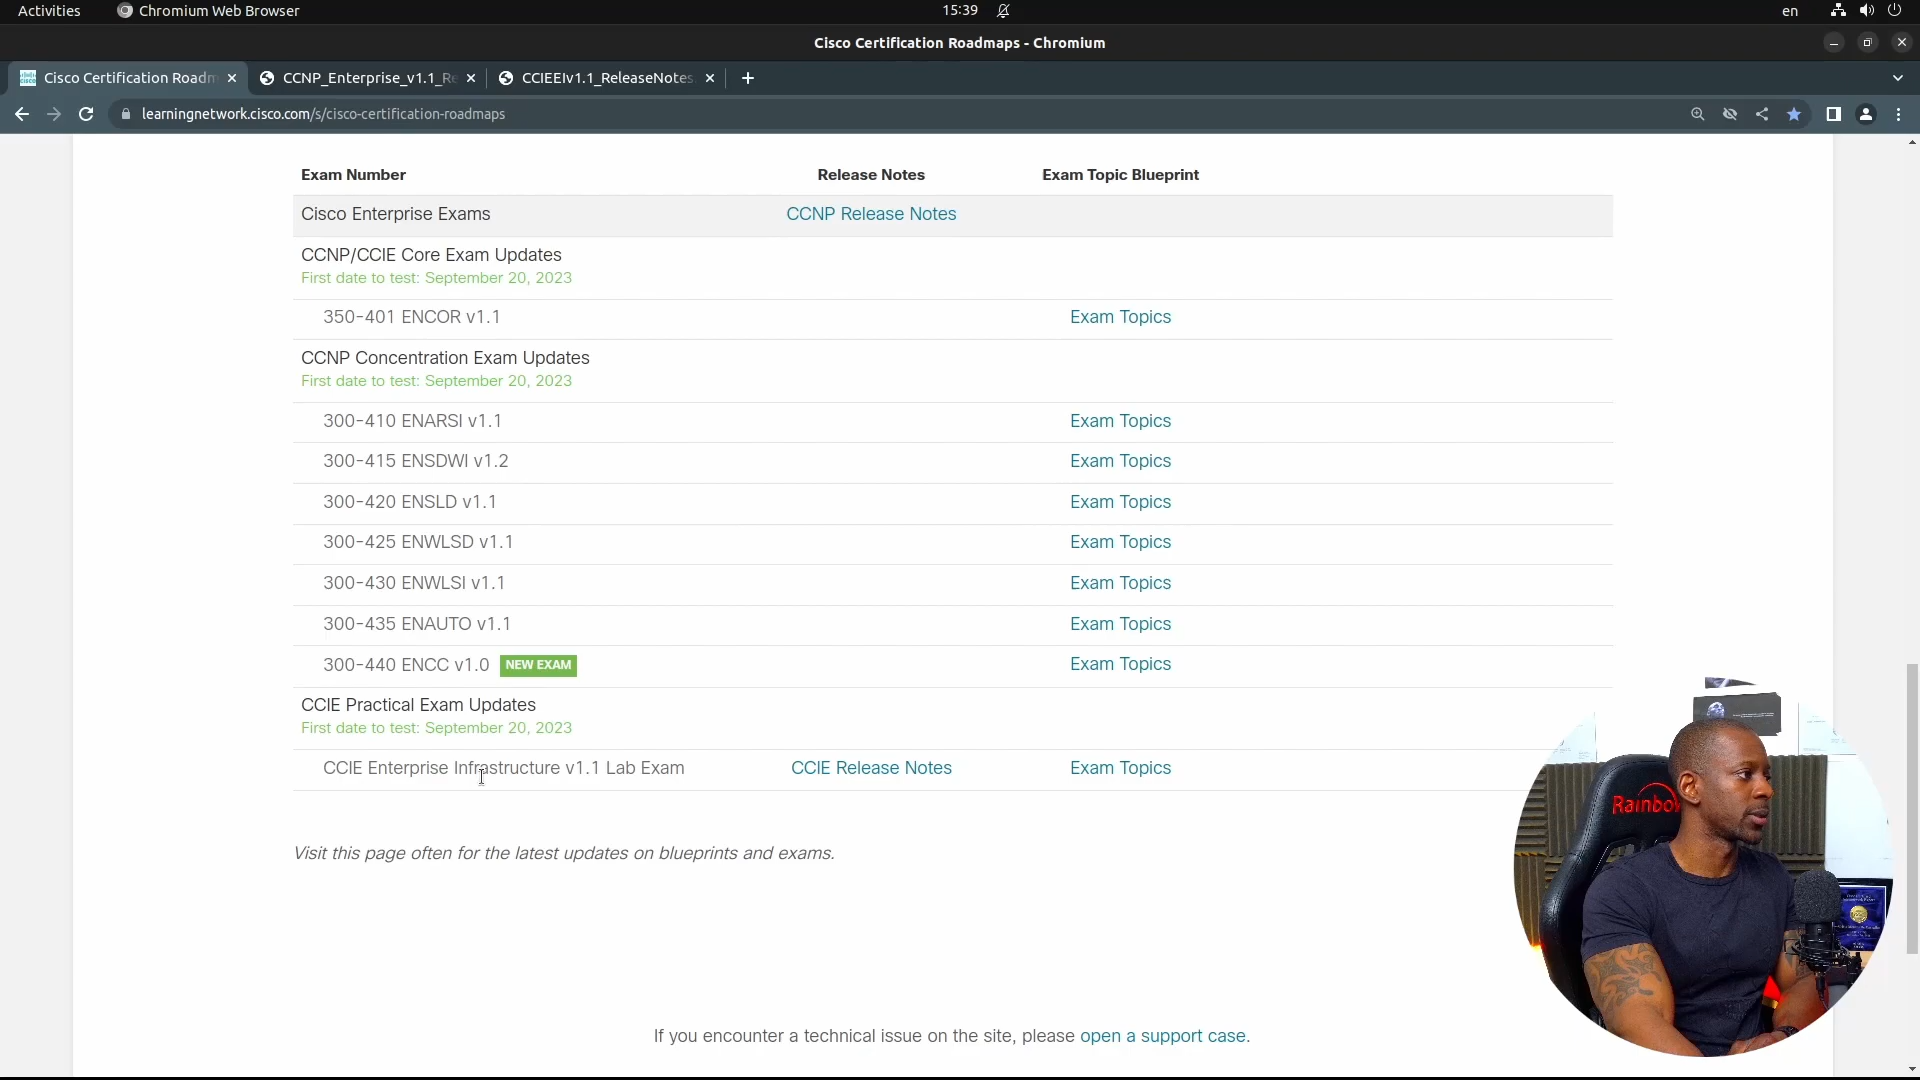 Activities
Chromium Web Browser
15:39
en
Cisco Certification Roadmaps - Chromium
Cisco Certification Roadm
CCNP_Enterprise_v1.1_Re
CCIEEIv1.1_ReleaseNotes.
learningnetwork.cisco.com/s/cisco-certification-roadmaps
Exam Number Release Notes Exam Topic Blueprint
Cisco Enterprise Exams CCNP Release Notes
CCNP/CCIE Core Exam Updates
First date to test: September 20, 2023
350-401 ENCOR v1.1 Exam Topics
CCNP Concentration Exam Updates
First date to test: September 20, 2023
300-410 ENARSI v1.1 Exam Topics
300-415 ENSDWI v1.2 Exam Topics
300-420 ENSLD v1.1 Exam Topics
300-425 ENWLSD v1.1 Exam Topics
300-430 ENWLSI v1.1 Exam Topics
300-435 ENAUTO v1.1 Exam Topics
300-440 ENCC v1.0 NEW EXAM Exam Topics
CCIE Practical Exam Updates
First date to test: September 20, 2023
CCIE Enterprise Infrastructure v1.1 Lab Exam CCIE Release Notes Exam Topics
Visit this page often for the latest updates on blueprints and exams.
If you encounter a technical issue on the site, please open a support case.